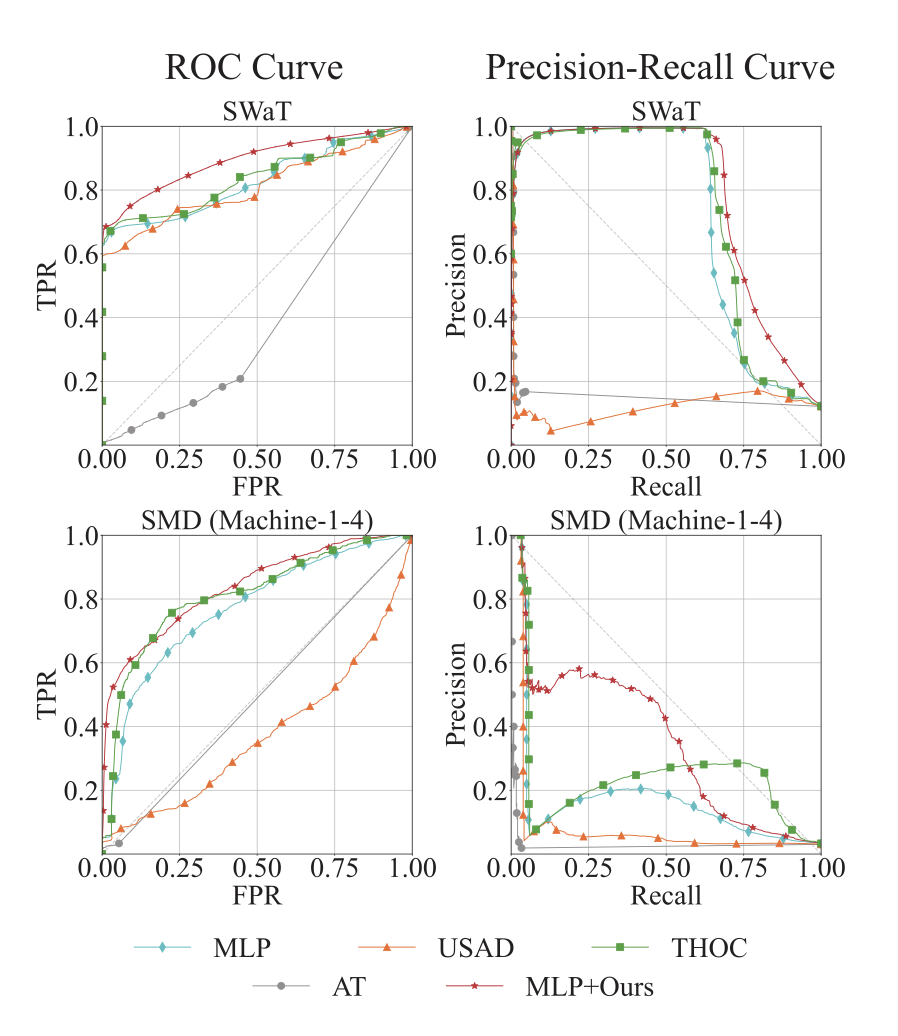 ROC Curve
Precision-Recall Curve
SWaT
SWaT
1.0
0.8
0.6
0.4
0.2
TPR
0.00 0.25 0.50 0.75 1.00
FPR
1.0
0.8
0.6
0.4
0.2
Precision
0.00 0.25 0.50 0.75 1.00
Recall
SMD (Machine-1-4)
SMD (Machine-1-4)
1.0
0.8
0.6
0.4
0.2
TPR
0.00 0.25 0.50 0.75 1.00
FPR
1.0
0.8
0.6
0.4
0.2
Precision
0.00 0.25 0.50 0.75 1.00
Recall
MLP USAD THOC
AT MLP+Ours